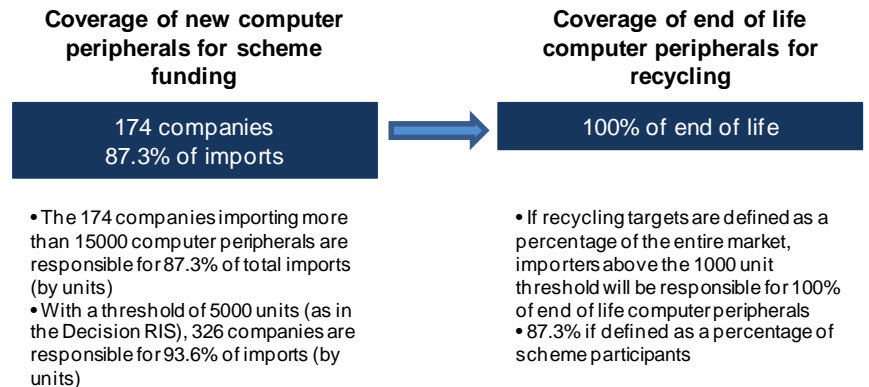 Coverage of new computer
peripherals for scheme
funding
174 companies
87.3% of imports
• The 174 companies importing more
than 15000 computer peripherals are
responsible for 87.3% of total imports
(by units)
• With a threshold of 5000 units (as in
the Decision RIS), 326 companies are
responsible for 93.6% of imports (by
units)
Coverage of end of life
computer peripherals for
recycling
100% of end of life
• If recycling targets are defined as a
percentage of the entire market,
importers above the 1000 unit
threshold will be responsible for 100%
of end of life computer peripherals
• 87.3% if defined as a percentage of
scheme participants